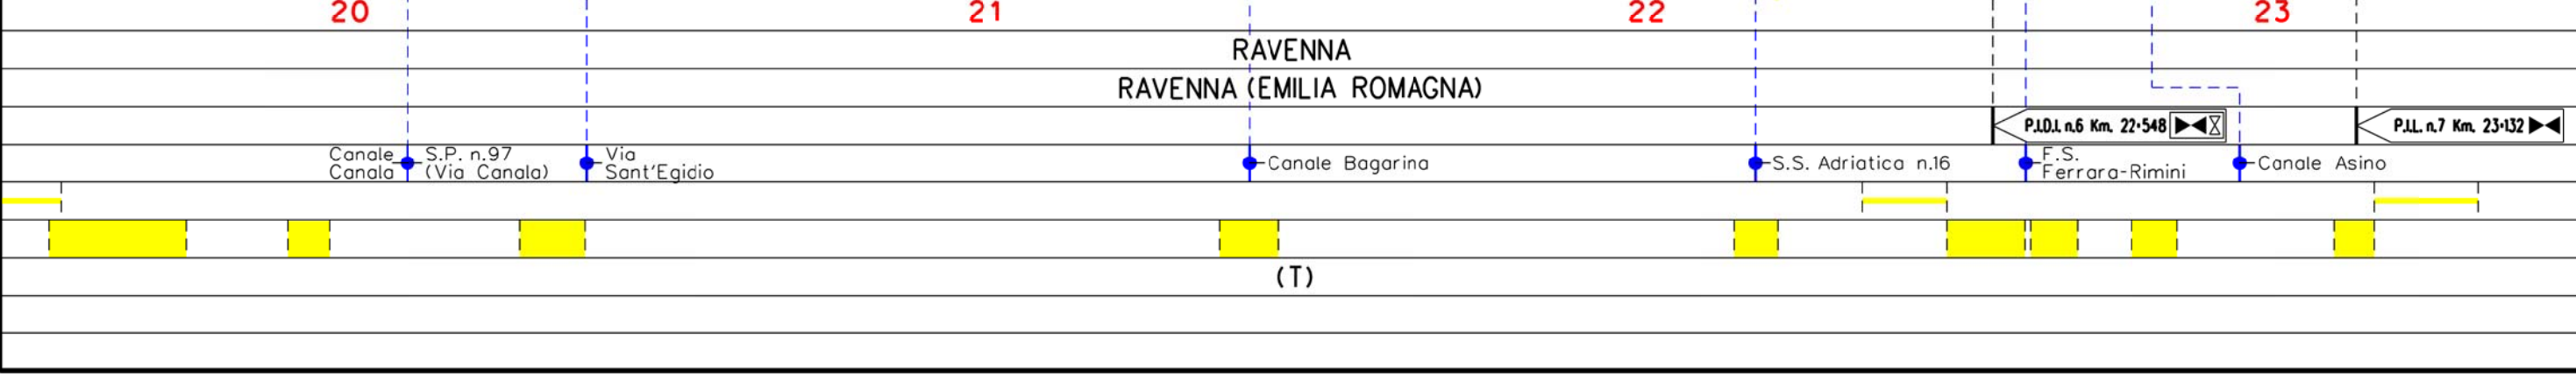 20 21 22 23
RAVENNA
RAVENNA (EMILIA ROMAGNA)
P.I.D.I. n.6 Km. 22+548
P.I.L. n.7 Km. 23+132
Canale
Canala
S.P. n.97
(Via Canala)
Via
Sant'Egidio
Canale Bagarina
S.S. Adriatica n.16
F.S.
Ferrara-Rimini
Canale Asino
(T)